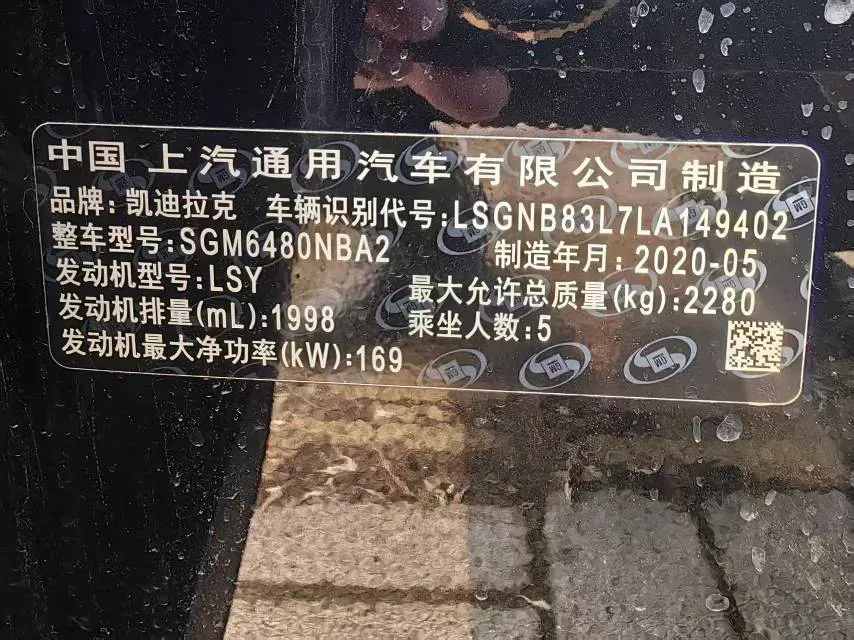 中国 上汽通用汽车有限公司制造
品牌: 凯迪拉克 车辆识别代号:LSGNB83L7LA149402
整车型号:SGM6480NBA2 制造年月: 2020-05
发动机型号:LSY 最大允许总质量(kg):2280
发动机排量(mL):1998 乘坐人数:5
发动机最大净功率(kW):169